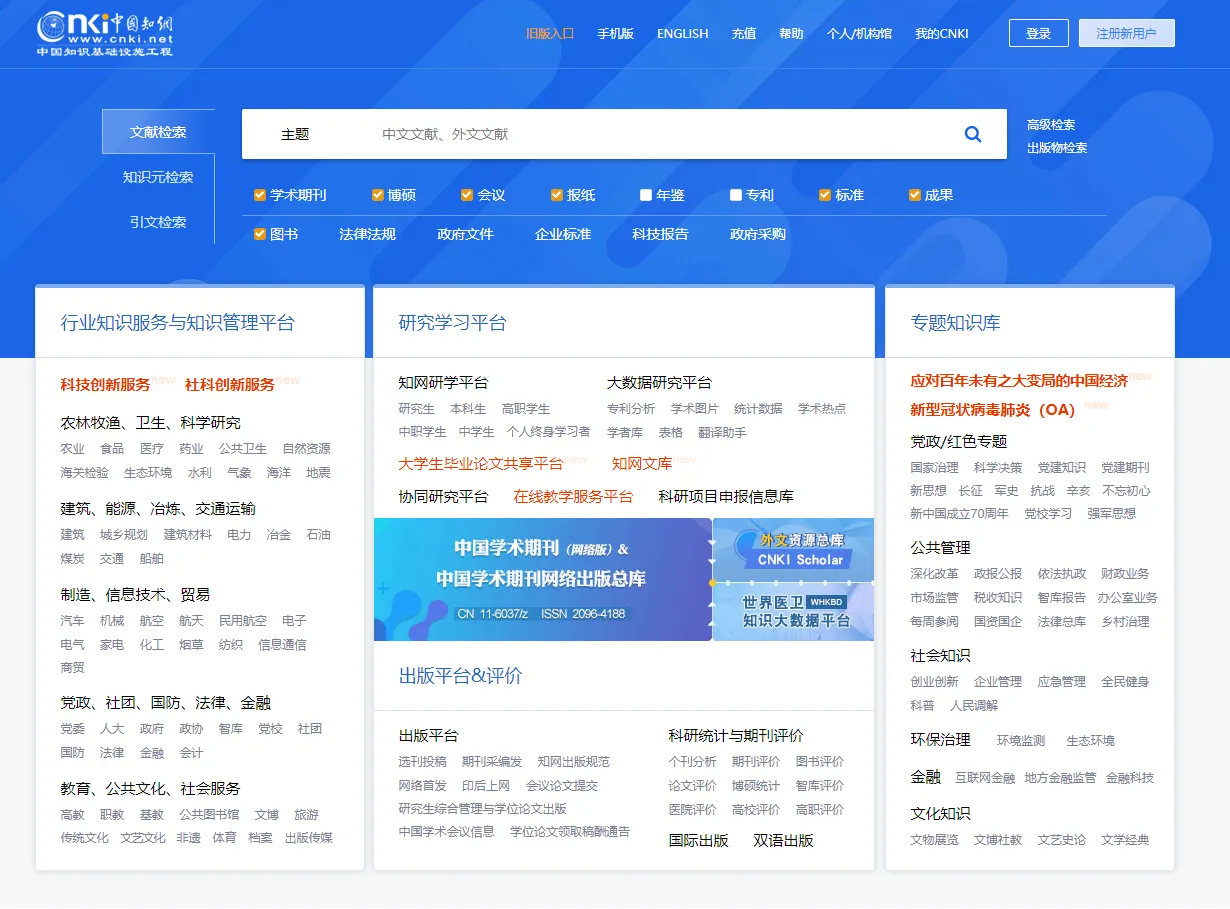 cnki中国知网
www.cnki.net
中国知识基础设施工程
旧版入口 手机版 ENGLISH 充值 帮助 个人/机构馆 我的CNKI 登录 注册新用户
文献检索 主题 中文文献、外文文献 高级检索
出版物检索
知识元检索
引文检索
学术期刊 博硕 会议 报纸 年鉴 专利 标准 成果
图书 法律法规 政府文件 企业标准 科技报告 政府采购
行业知识服务与知识管理平台
科技创新服务 new 社科创新服务 new
农林牧渔、卫生、科学研究
农业 食品 医疗 药业 公共卫生 自然资源
海关检验 生态环境 水利 气象 海洋 地震
建筑、能源、冶炼、交通运输
建筑 城乡规划 建筑材料 电力 冶金 石油
煤炭 交通 船舶
制造、信息技术、贸易
汽车 机械 航空 航天 民用航空 电子
电气 家电 化工 烟草 纺织 信息通信
商贸
党政、社团、国防、法律、金融
党委 人大 政府 政协 智库 党校 社团
国防 法律 金融 会计
教育、公共文化、社会服务
高教 职教 基教 公共图书馆 文博 旅游
传统文化 文艺文化 非遗 体育 档案 出版传媒
研究学习平台
知网研学平台
研究生 本科生 高职学生
中职学生 中学生 个人终身学习者
大数据研究平台
专利分析 学术图片 统计数据 学术热点
学者库 表格 翻译助手
大学生毕业论文共享平台 new 知网文库 new
协同研究平台 在线教学服务平台 科研项目申报信息库
中国学术期刊（网络版）&
中国学术期刊网络出版总库
CN 11-6037/z ISSN 2096-4188
外文资源总库
CNKI Scholar
世界医卫 WHKBD
知识大数据平台
出版平台&评价
出版平台
选刊投稿 期刊采编发 知网出版规范
网络首发 印后上网 会议论文提交
研究生综合管理与学位论文出版
中国学术会议信息 学位论文领取稿酬通告
科研统计与期刊评价
个刊分析 期刊评价 图书评价
论文评价 博硕统计 智库评价
医院评价 高校评价 高职评价
国际出版 双语出版
专题知识库
应对百年未有之大变局的中国经济 new
新型冠状病毒肺炎（OA） new
党政/红色专题
国家治理 科学决策 党建知识 党建期刊
新思想 长征 军史 抗战 辛亥 不忘初心
新中国成立70周年 党校学习 强军思想
公共管理
深化改革 政报公报 依法执政 财政业务
市场监管 税收知识 智库报告 办公室业务
每周参阅 国资国企 法律总库 乡村治理
社会知识
创业创新 企业管理 应急管理 全民健身
科普 人民调解
环保治理 环境监测 生态环境
金融 互联网金融 地方金融监管 金融科技
文化知识
文物展览 文博社教 文艺史论 文学经典